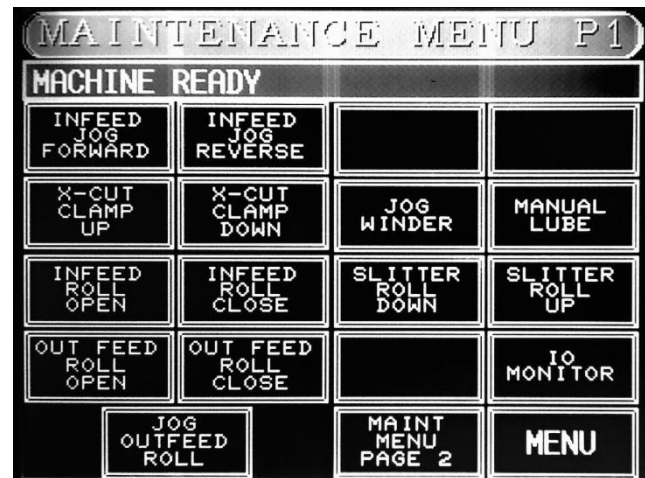 MAINTENANCE MENU P1
MACHINE READY
INFEED
JOG
FORWARD
INFEED
JOG
REVERSE
X-CUT
CLAMP
UP
X-CUT
CLAMP
DOWN
JOG
WINDER
MANUAL
LUBE
INFEED
ROLL
OPEN
INFEED
ROLL
CLOSE
SLITTER
ROLL
DOWN
SLITTER
ROLL
UP
OUT FEED
ROLL
OPEN
OUT FEED
ROLL
CLOSE
IO
MONITOR
JOG
OUTFEED
ROLL
MAINT
MENU
PAGE 2
MENU